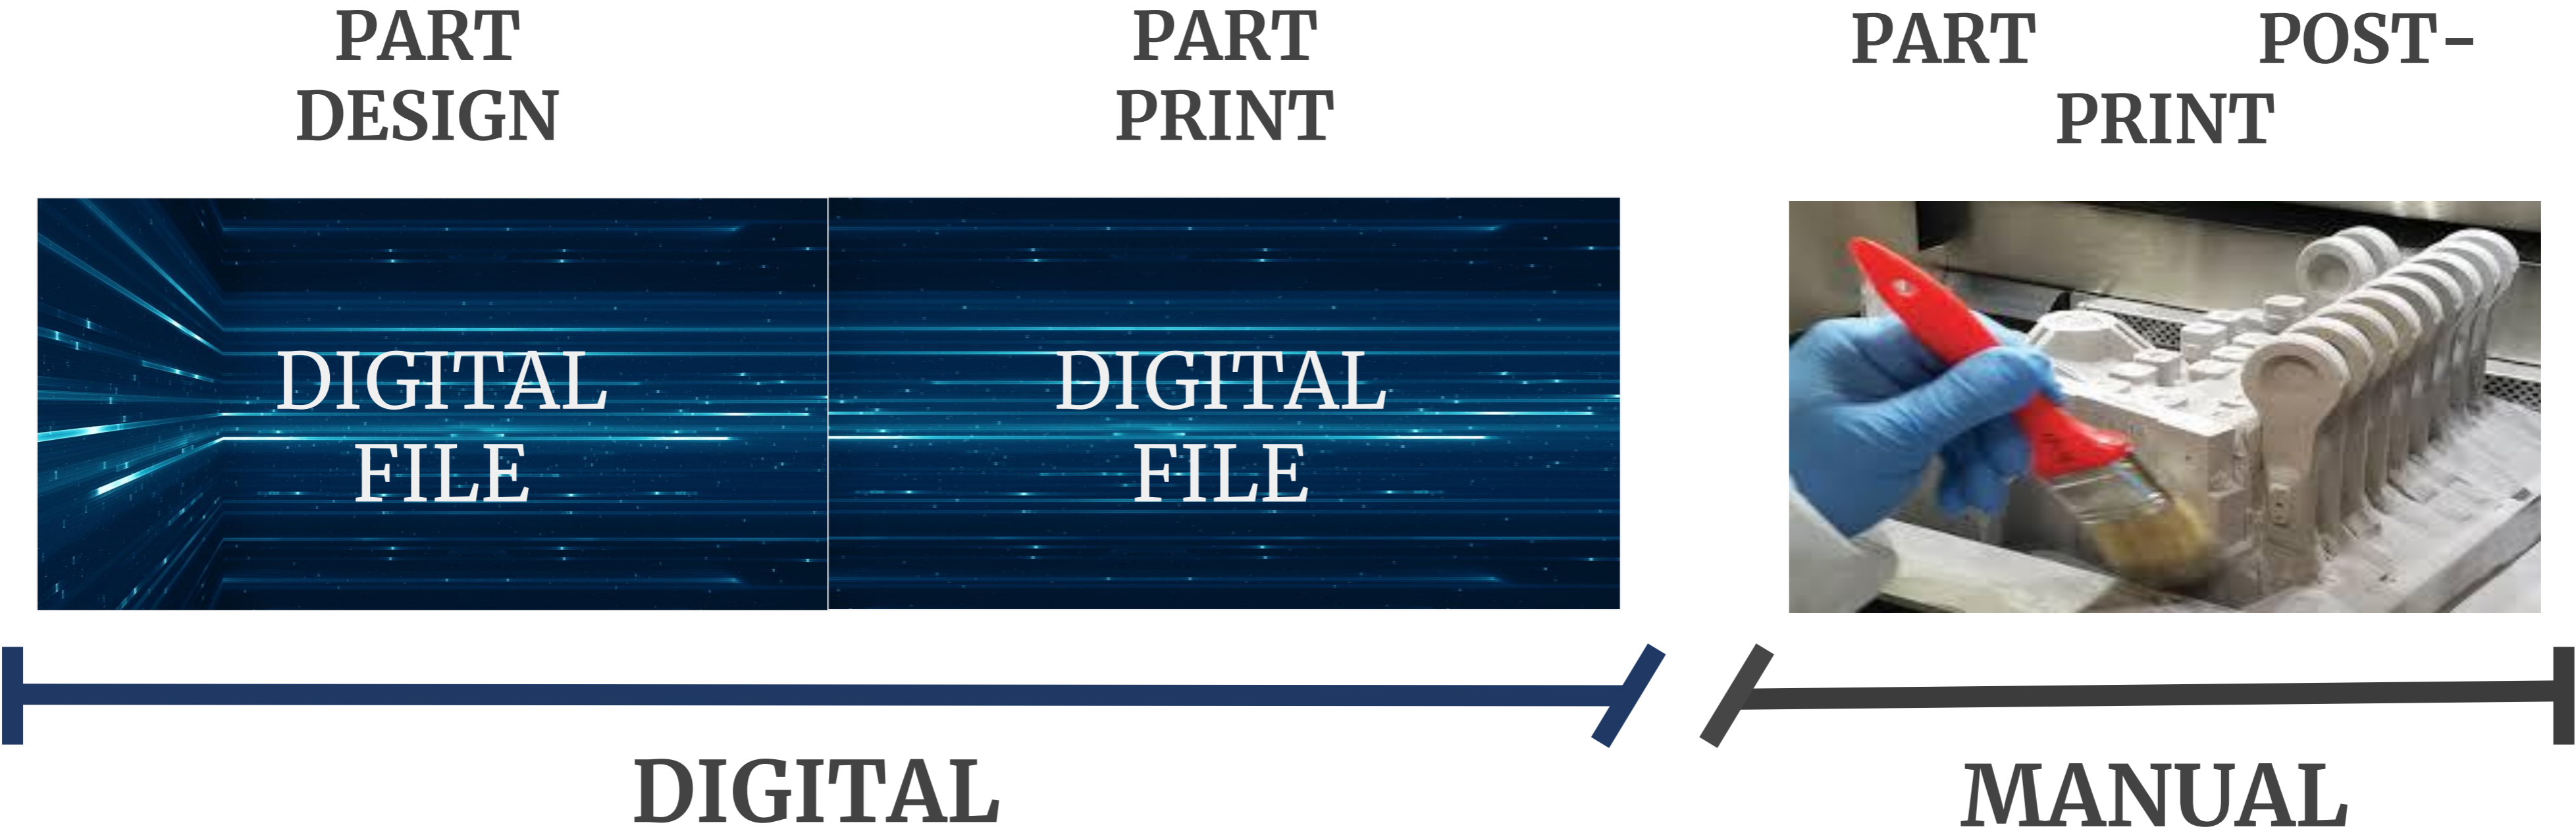 PART
DESIGN
PART
PRINT
PART POST-
PRINT
DIGITAL
FILE
DIGITAL
FILE
DIGITAL
MANUAL